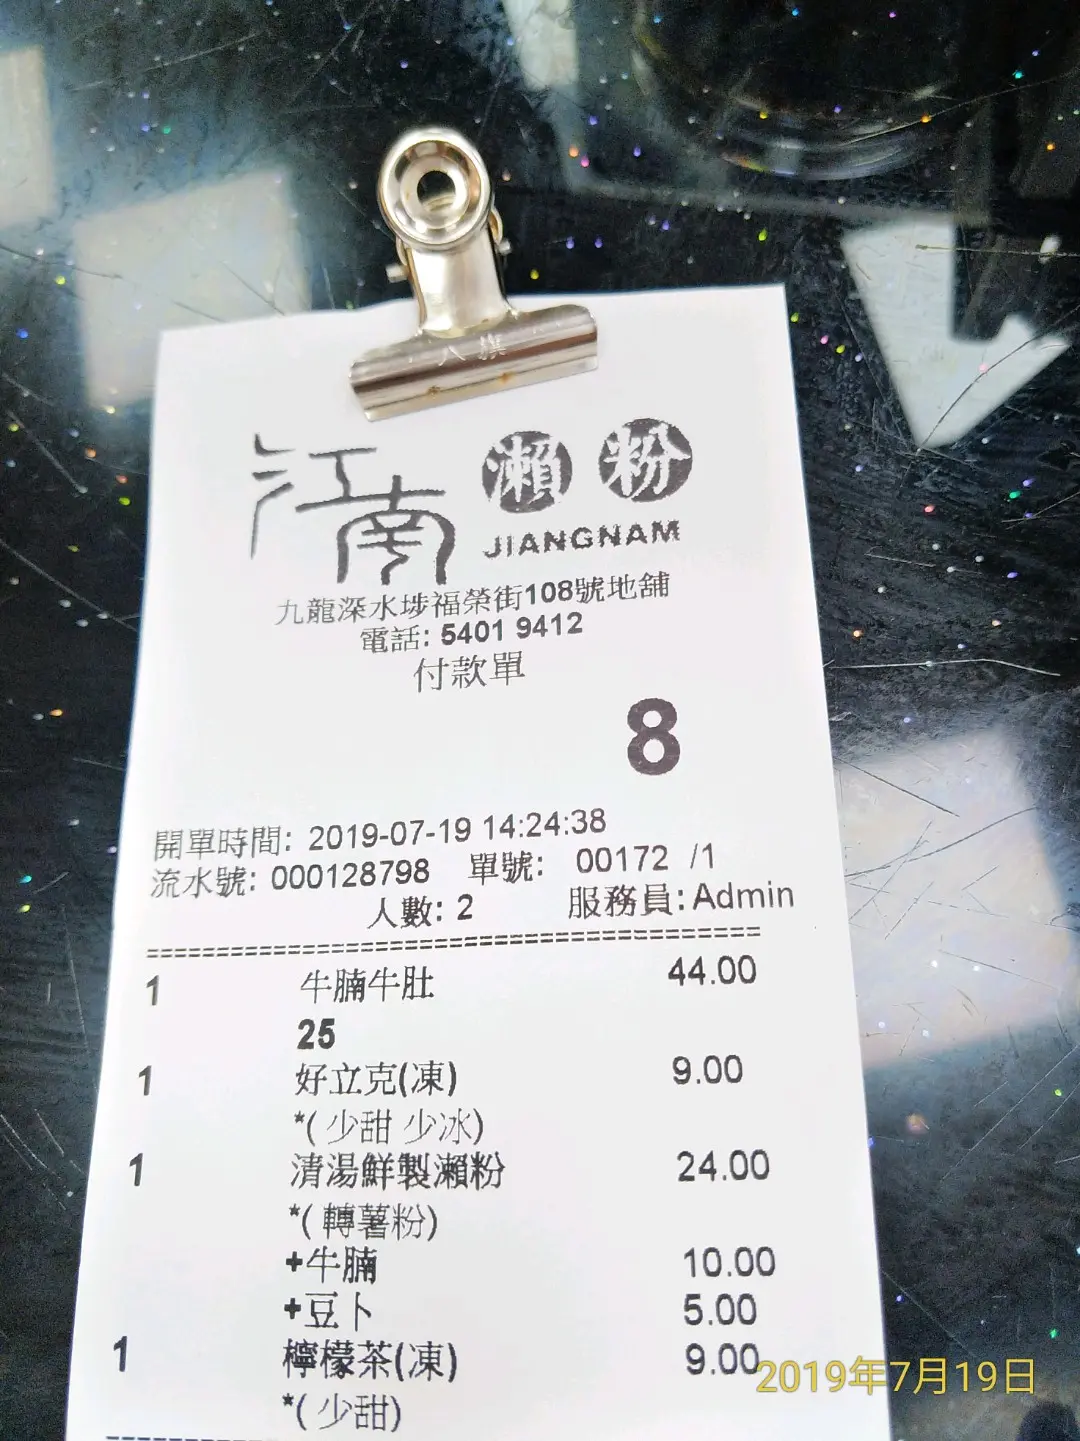 八旗
江南 瀨粉
JIANGNAM
九龍深水埗福榮街108號地舖
電話: 5401 9412
付款單
8
開單時間: 2019-07-19 14:24:38
流水號: 000128798 單號: 00172 /1
人數: 2 服務員: Admin
========================================
1 牛腩牛肚 44.00
25
1 好立克(凍) 9.00
*( 少甜 少冰)
1 清湯鮮製瀨粉 24.00
*( 轉薯粉)
+牛腩 10.00
+豆卜 5.00
1 檸檬茶(凍) 9.00
*( 少甜)
2019年7月19日